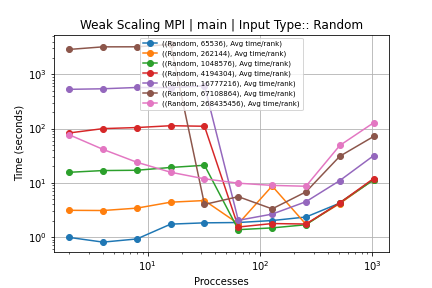 Weak Scaling MPI | main | Input Type:: Random
Time (seconds)
10³
10²
10¹
10⁰
((Random, 65536), Avg time/rank)
((Random, 262144), Avg time/rank)
((Random, 1048576), Avg time/rank)
((Random, 4194304), Avg time/rank)
((Random, 16777216), Avg time/rank)
((Random, 67108864), Avg time/rank)
((Random, 268435456), Avg time/rank)
10¹ 10² 10³
Proccesses